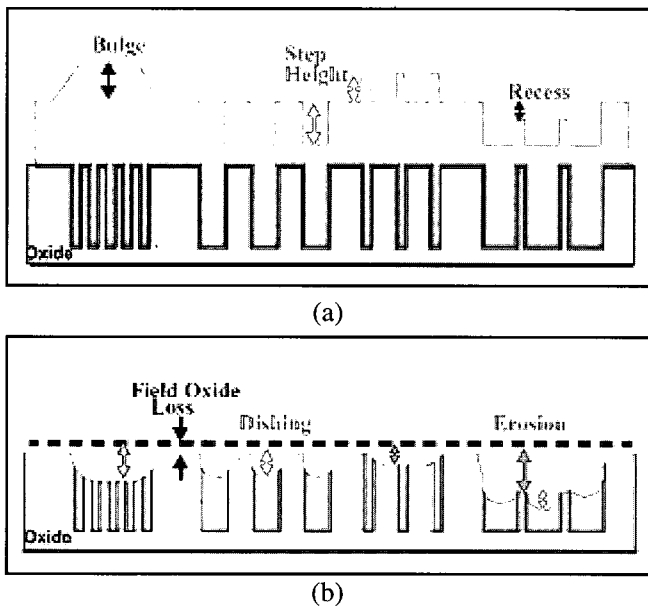 Bulge
Step
Height
Recess
Oxide
(a)
Field Oxide
Loss
Dishing
Erosion
Oxide
(b)